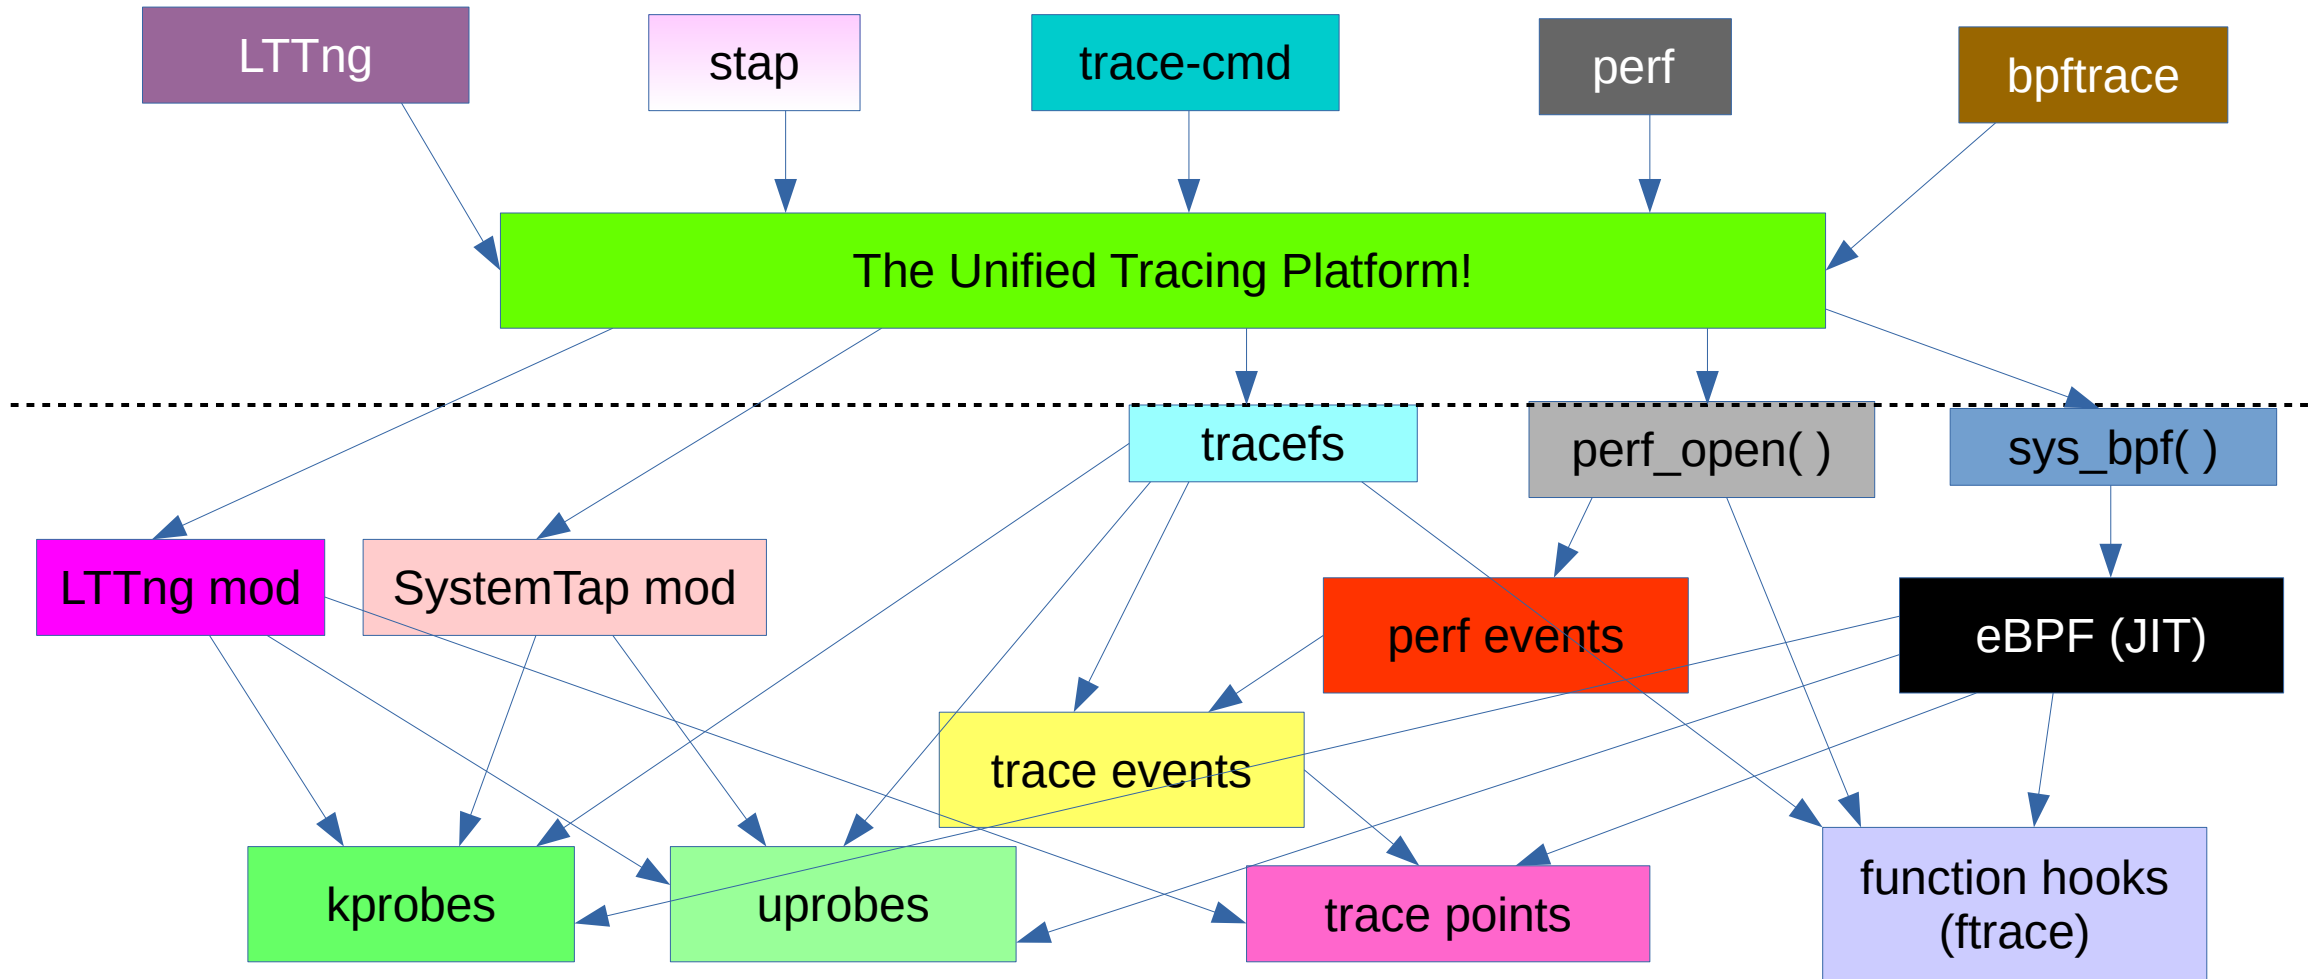 LTTng
stap
trace-cmd
perf
bpftrace
The Unified Tracing Platform!
tracefs
perf_open( )
sys_bpf( )
LTTng mod
SystemTap mod
perf events
eBPF (JIT)
trace events
kprobes
uprobes
trace points
function hooks
(ftrace)